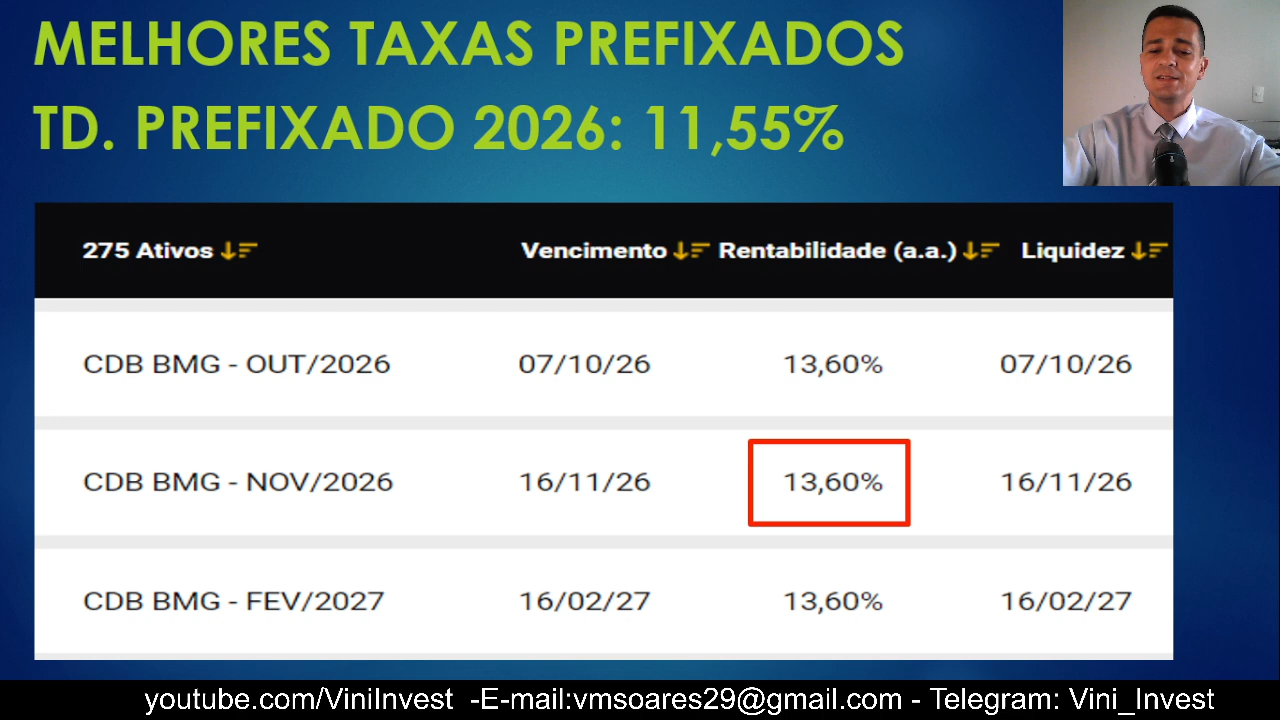 MELHORES TAXAS PREFIXADOS
TD. PREFIXADO 2026: 11,55%
275 Ativos Vencimento Rentabilidade (a.a.) Liquidez
CDB BMG - OUT/2026 07/10/26 13,60% 07/10/26
CDB BMG - NOV/2026 16/11/26 13,60% 16/11/26
CDB BMG - FEV/2027 16/02/27 13,60% 16/02/27
youtube.com/ViniInvest -E-mail:vmsoares29@gmail.com - Telegram: Vini_Invest